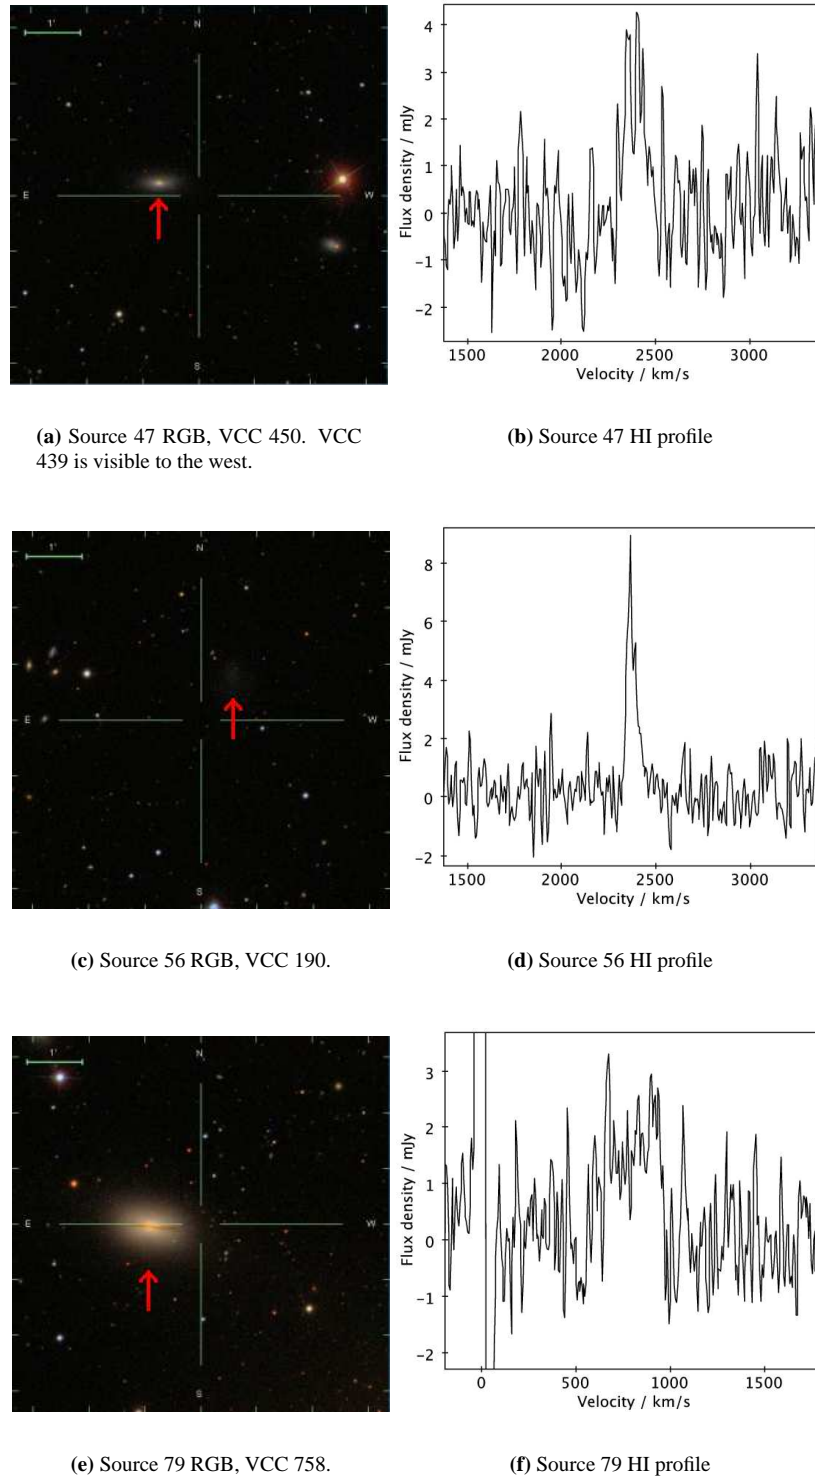 1'
N
E
W
S
4
3
2
1
0
−1
−2
Flux density / mJy
1500
2000
2500
3000
Velocity / km/s
(a) Source 47 RGB, VCC 450. VCC
439 is visible to the west.
(b) Source 47 HI profile
1'
N
E
W
S
8
6
4
2
0
−2
Flux density / mJy
1500
2000
2500
3000
Velocity / km/s
(c) Source 56 RGB, VCC 190.
(d) Source 56 HI profile
1'
N
E
W
S
3
2
1
0
−1
−2
Flux density / mJy
0
500
1000
1500
Velocity / km/s
(e) Source 79 RGB, VCC 758.
(f) Source 79 HI profile